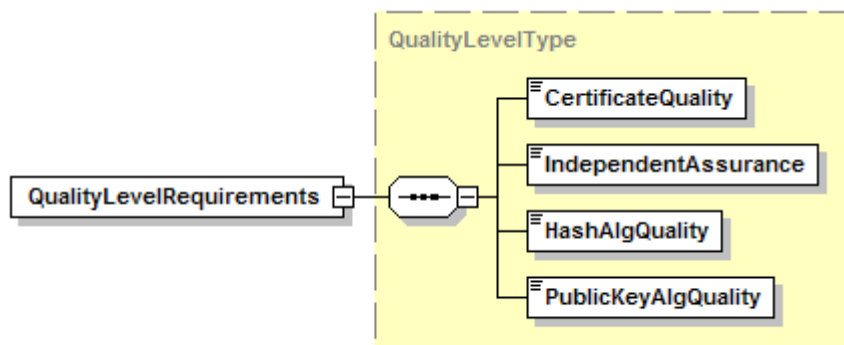 QualityLevelType
CertificateQuality
IndependentAssurance
QualityLevelRequirements
HashAlgQuality
PublicKeyAlgQuality